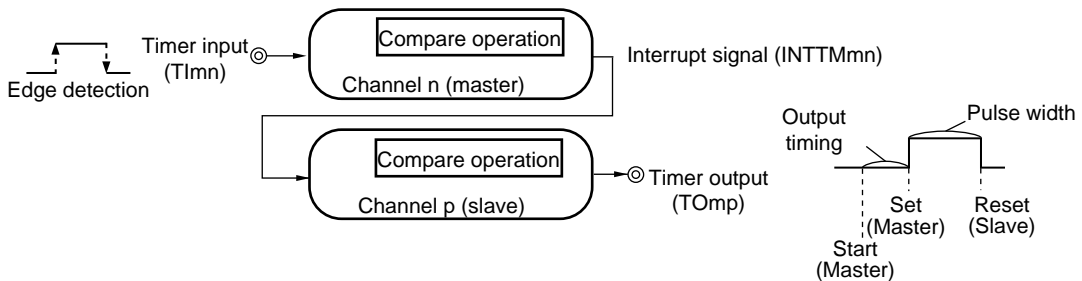 Compare operation
Timer input
(TImn)
Edge detection
Channel n (master)
Interrupt signal (INTTMmn)
Compare operation
Channel p (slave)
Timer output
(TOmp)
Output
timing
Pulse width
Set
(Master)
Reset
(Slave)
Start
(Master)